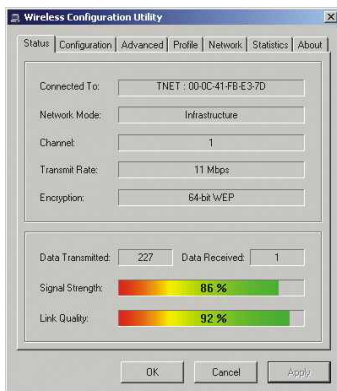 Wireless Configuration Utility
Status Configuration Advanced Profile Network Statistics About
Connected To: TNET : 00-0C-41-FB-E3-7D
Network Mode: Infrastructure
Channel: 1
Transmit Rate: 11 Mbps
Encryption: 64-bit WEP
Data Transmitted: 227 Data Received: 1
Signal Strength: 86 %
Link Quality: 92 %
OK Cancel Apply